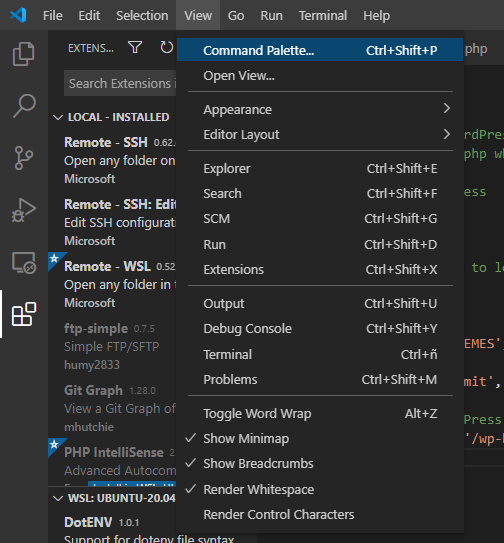 File Edit Selection View Go Run Terminal Help
EXTENS...
php
Search Extensions i
LOCAL - INSTALLED
Remote - SSH 0.62.
Open any folder on
Microsoft
Remote - SSH: Edit
Edit SSH configurati
Microsoft
Remote - WSL 0.52
Open any folder in t
Microsoft
ftp-simple 0.7.5
Simple FTP/SFTP
humy2833
Git Graph 1.28.0
View a Git Graph of
mhutchie
PHP IntelliSense
Advanced Autocom
WSL: UBUNTU-20.04
DotENV 1.0.1
Support for dotenv file syntax
Command Palette... Ctrl+Shift+P
Open View...
Appearance
Editor Layout
Explorer Ctrl+Shift+E
Search Ctrl+Shift+F
SCM Ctrl+Shift+G
Run Ctrl+Shift+D
Extensions Ctrl+Shift+X
Output Ctrl+Shift+U
Debug Console Ctrl+Shift+Y
Terminal Ctrl+ñ
Problems Ctrl+Shift+M
Toggle Word Wrap Alt+Z
Show Minimap
Show Breadcrumbs
Render Whitespace
Render Control Characters
rdPres
php wh
ess
to lo
EMES'
mit',
Press
'/wp-b